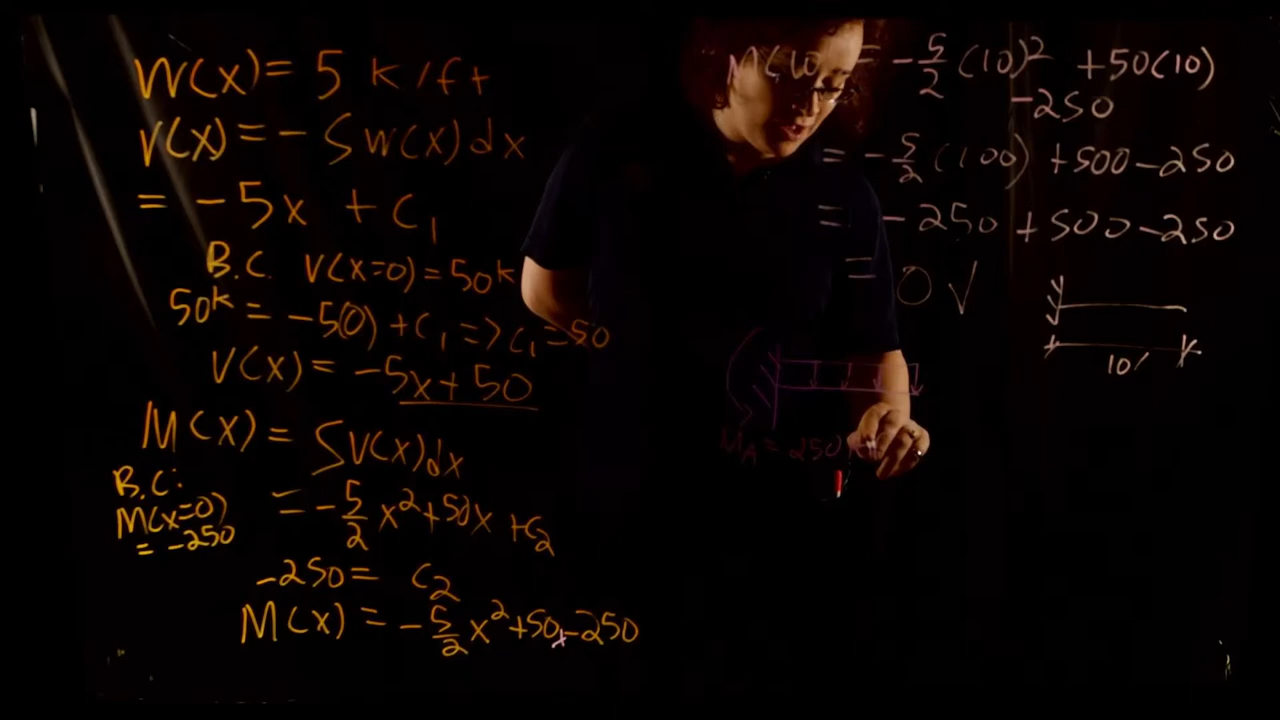 W(x) = 5 k/ft
V(x) = - ∫w(x)dx
= -5x + C₁
B.C. V(x=0) = 50k
50k = -5(0) + C₁ => C₁ = 50
V(x) = -5x + 50
M(x) = ∫V(x)dx
B.C:
M(x=0)
= -250
= -5/2 x² + 50x + C₂
-250 = C₂
M(x) = -5/2 x² + 50x - 250
M(10) = -5/2 (10)² + 50(10)
-250
= -5/2 (100) + 500 - 250
= -250 + 500 - 250
= 0 √
10'
M_A = 250